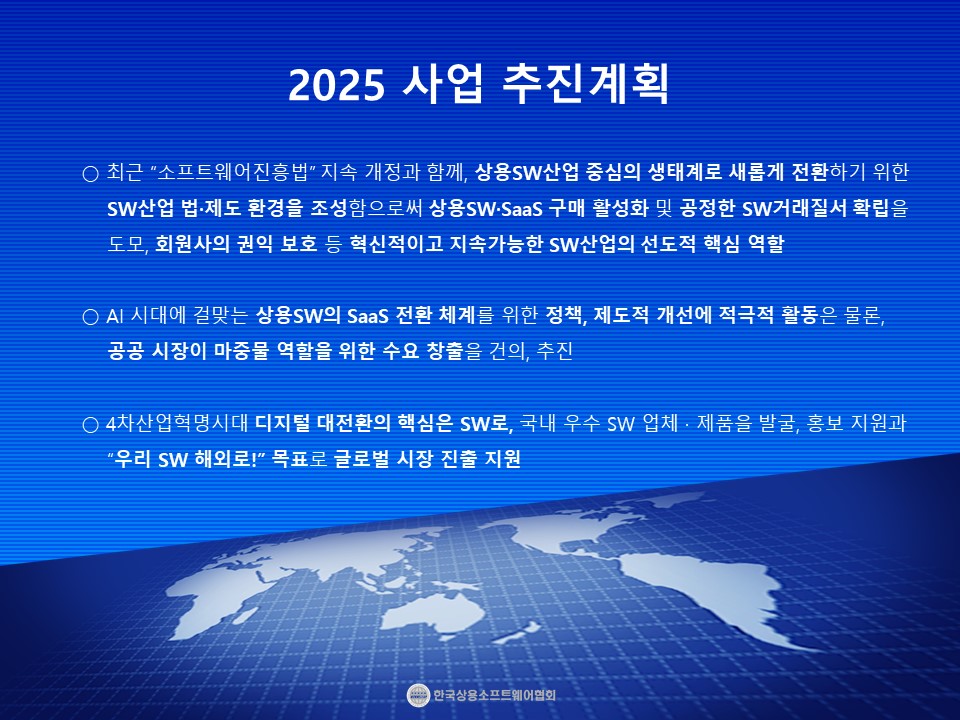 2025 사업 추진계획
○ 최근 “소프트웨어진흥법” 지속 개정과 함께, 상용SW산업 중심의 생태계로 새롭게 전환하기 위한
SW산업 법·제도 환경을 조성함으로써 상용SW·SaaS 구매 활성화 및 공정한 SW거래질서 확립을
도모, 회원사의 권익 보호 등 혁신적이고 지속가능한 SW산업의 선도적 핵심 역할
○ AI 시대에 걸맞는 상용SW의 SaaS 전환 체계를 위한 정책, 제도적 개선에 적극적 활동은 물론,
공공 시장이 마중물 역할을 위한 수요 창출을 건의, 추진
○ 4차산업혁명시대 디지털 대전환의 핵심은 SW로, 국내 우수 SW 업체 · 제품을 발굴, 홍보 지원과
“우리 SW 해외로!” 목표로 글로벌 시장 진출 지원
한국상용소프트웨어협회